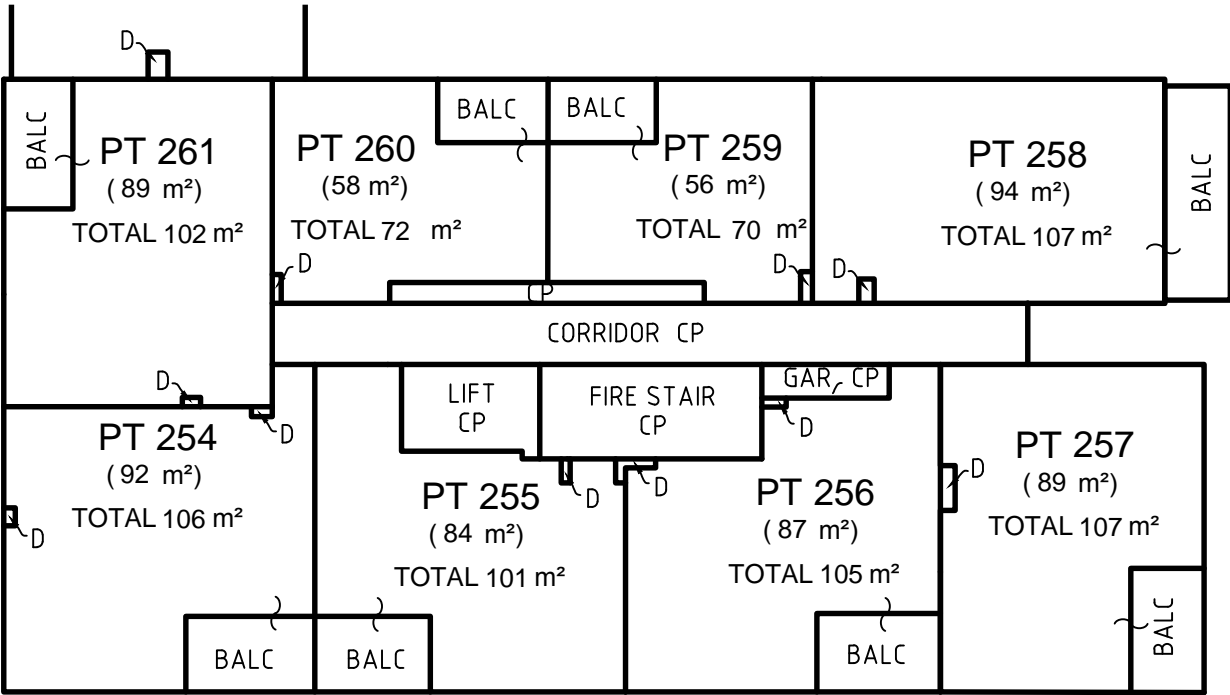 D
BALC
PT 261
( 89 m²)
TOTAL 102 m²
BALC
PT 260
(58 m²)
TOTAL 72 m²
D
BALC
PT 259
(56 m²)
TOTAL 70 m²
D
PT 258
( 94 m²)
TOTAL 107 m²
D
BALC
CP
CORRIDOR CP
D
D
PT 254
( 92 m²)
TOTAL 106 m²
D
BALC
LIFT
CP
FIRE STAIR
CP
GAR, CP
D
PT 255
( 84 m²)
TOTAL 101 m²
D
D
BALC
PT 256
( 87 m²)
TOTAL 105 m²
BALC
D
PT 257
( 89 m²)
TOTAL 107 m²
BALC